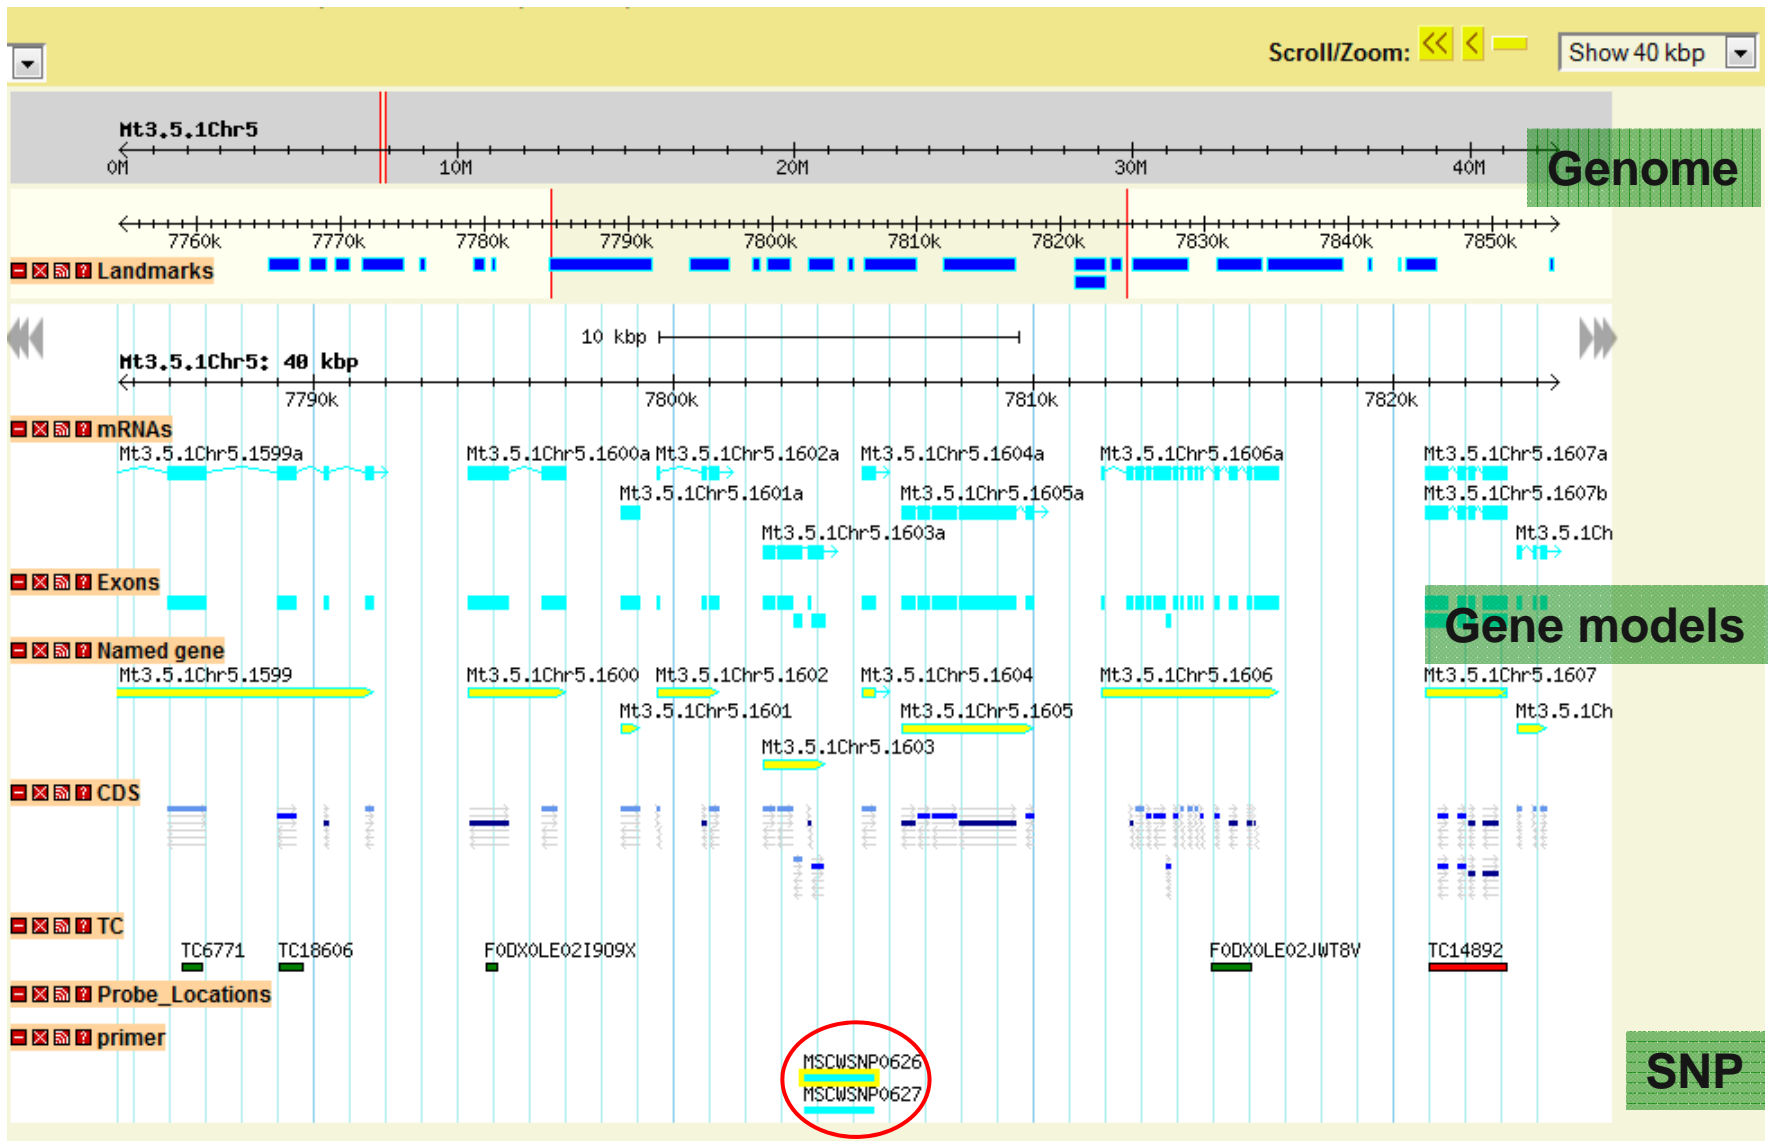 Scroll/Zoom: << < Show 40 kbp
Mt3.5.1Chr5
0M 10M 20M 30M 40M
Genome
7760k 7770k 7780k 7790k 7800k 7810k 7820k 7830k 7840k 7850k
Landmarks
10 kbp
Mt3.5.1Chr5: 40 kbp
7790k 7800k 7810k 7820k
mRNAs
Mt3.5.1Chr5.1599a Mt3.5.1Chr5.1600a Mt3.5.1Chr5.1602a Mt3.5.1Chr5.1604a Mt3.5.1Chr5.1606a Mt3.5.1Chr5.1607a
Mt3.5.1Chr5.1601a Mt3.5.1Chr5.1605a Mt3.5.1Chr5.1607b
Mt3.5.1Chr5.1603a Mt3.5.1Ch
Exons
Gene models
Named gene
Mt3.5.1Chr5.1599 Mt3.5.1Chr5.1600 Mt3.5.1Chr5.1602 Mt3.5.1Chr5.1604 Mt3.5.1Chr5.1606 Mt3.5.1Chr5.1607
Mt3.5.1Chr5.1601 Mt3.5.1Chr5.1605 Mt3.5.1Ch
Mt3.5.1Chr5.1603
CDS
TC
TC6771 TC18606 F0DX0LE02I9O9X F0DX0LE02JWT8V TC14892
Probe_Locations
primer
MSCWSNP0626
SNP
MSCWSNP0627